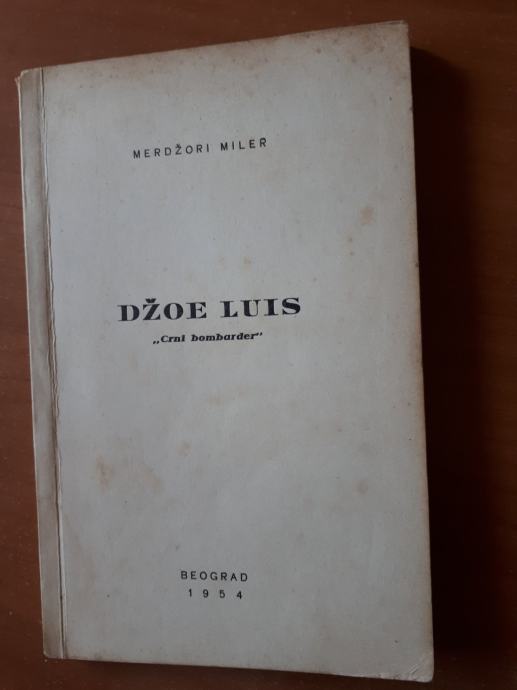 MERDŽORI MILER
DŽOE LUIS
„Crni bombarder“
BEOGRAD
1954